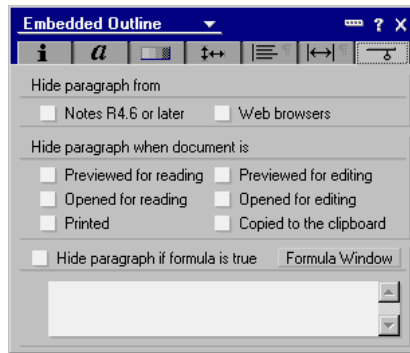 Embedded Outline ? X
i a
Hide paragraph from
Notes R4.6 or later Web browsers
Hide paragraph when document is
Previewed for reading Previewed for editing
Opened for reading Opened for editing
Printed Copied to the clipboard
Hide paragraph if formula is true Formula Window